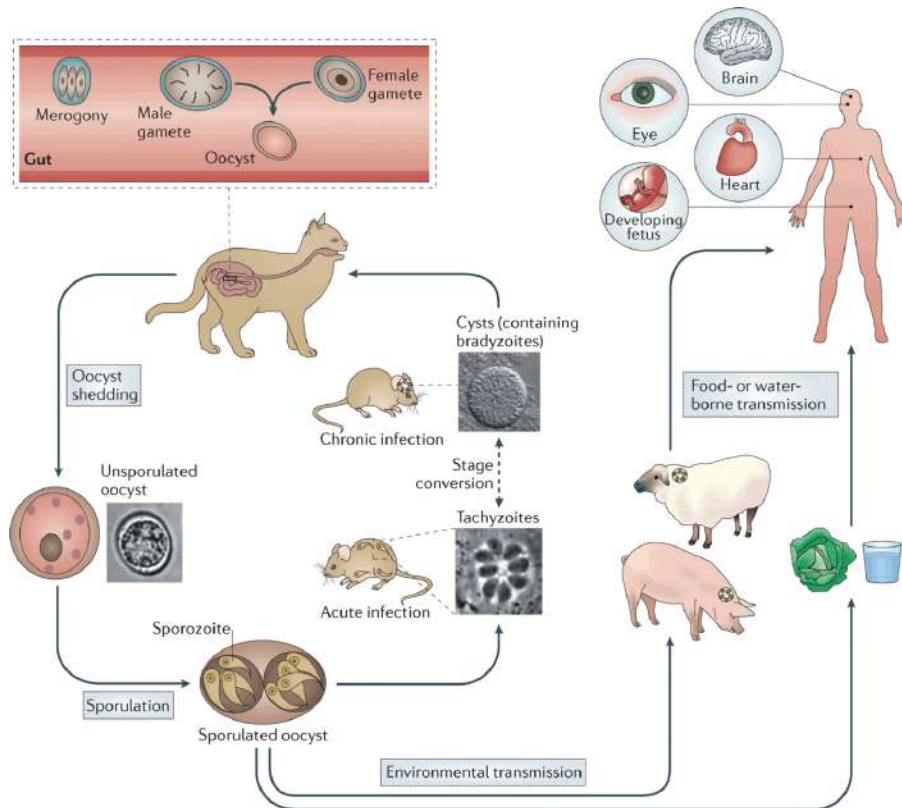 Merogony
Male
gamete
Female
gamete
Oocyst
Gut
Brain
Eye
Heart
Developing
fetus
Oocyst
shedding
Cysts (containing
bradyzoites)
Chronic infection
Food- or water-
borne transmission
Stage
conversion
Unsporulated
oocyst
Tachyzoites
Acute infection
Sporozoite
Sporulation
Sporulated oocyst
Environmental transmission